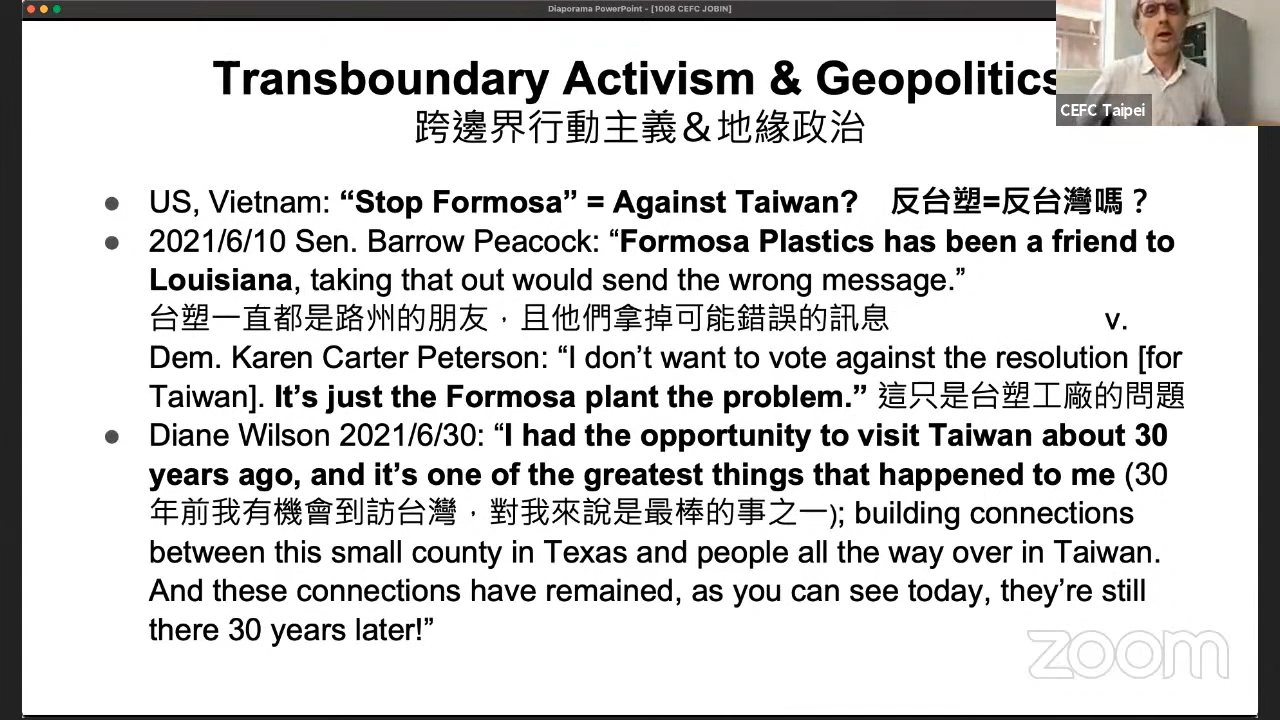 Diaporama PowerPoint - [1008 CEFC JOBIN]
Transboundary Activism & Geopolitics
CEFC Taipei
跨邊界行動主義＆地緣政治
US, Vietnam: “Stop Formosa” = Against Taiwan? 反台塑=反台灣嗎？
2021/6/10 Sen. Barrow Peacock: “Formosa Plastics has been a friend to
Louisiana, taking that out would send the wrong message.”
台塑一直都是路州的朋友，且他們拿掉可能錯誤的訊息 v.
Dem. Karen Carter Peterson: “I don’t want to vote against the resolution [for
Taiwan]. It’s just the Formosa plant the problem.” 這只是台塑工廠的問題
Diane Wilson 2021/6/30: “I had the opportunity to visit Taiwan about 30
years ago, and it’s one of the greatest things that happened to me (30
年前我有機會到訪台灣，對我來說是最棒的事之一); building connections
between this small county in Texas and people all the way over in Taiwan.
And these connections have remained, as you can see today, they’re still
there 30 years later!”
zoom